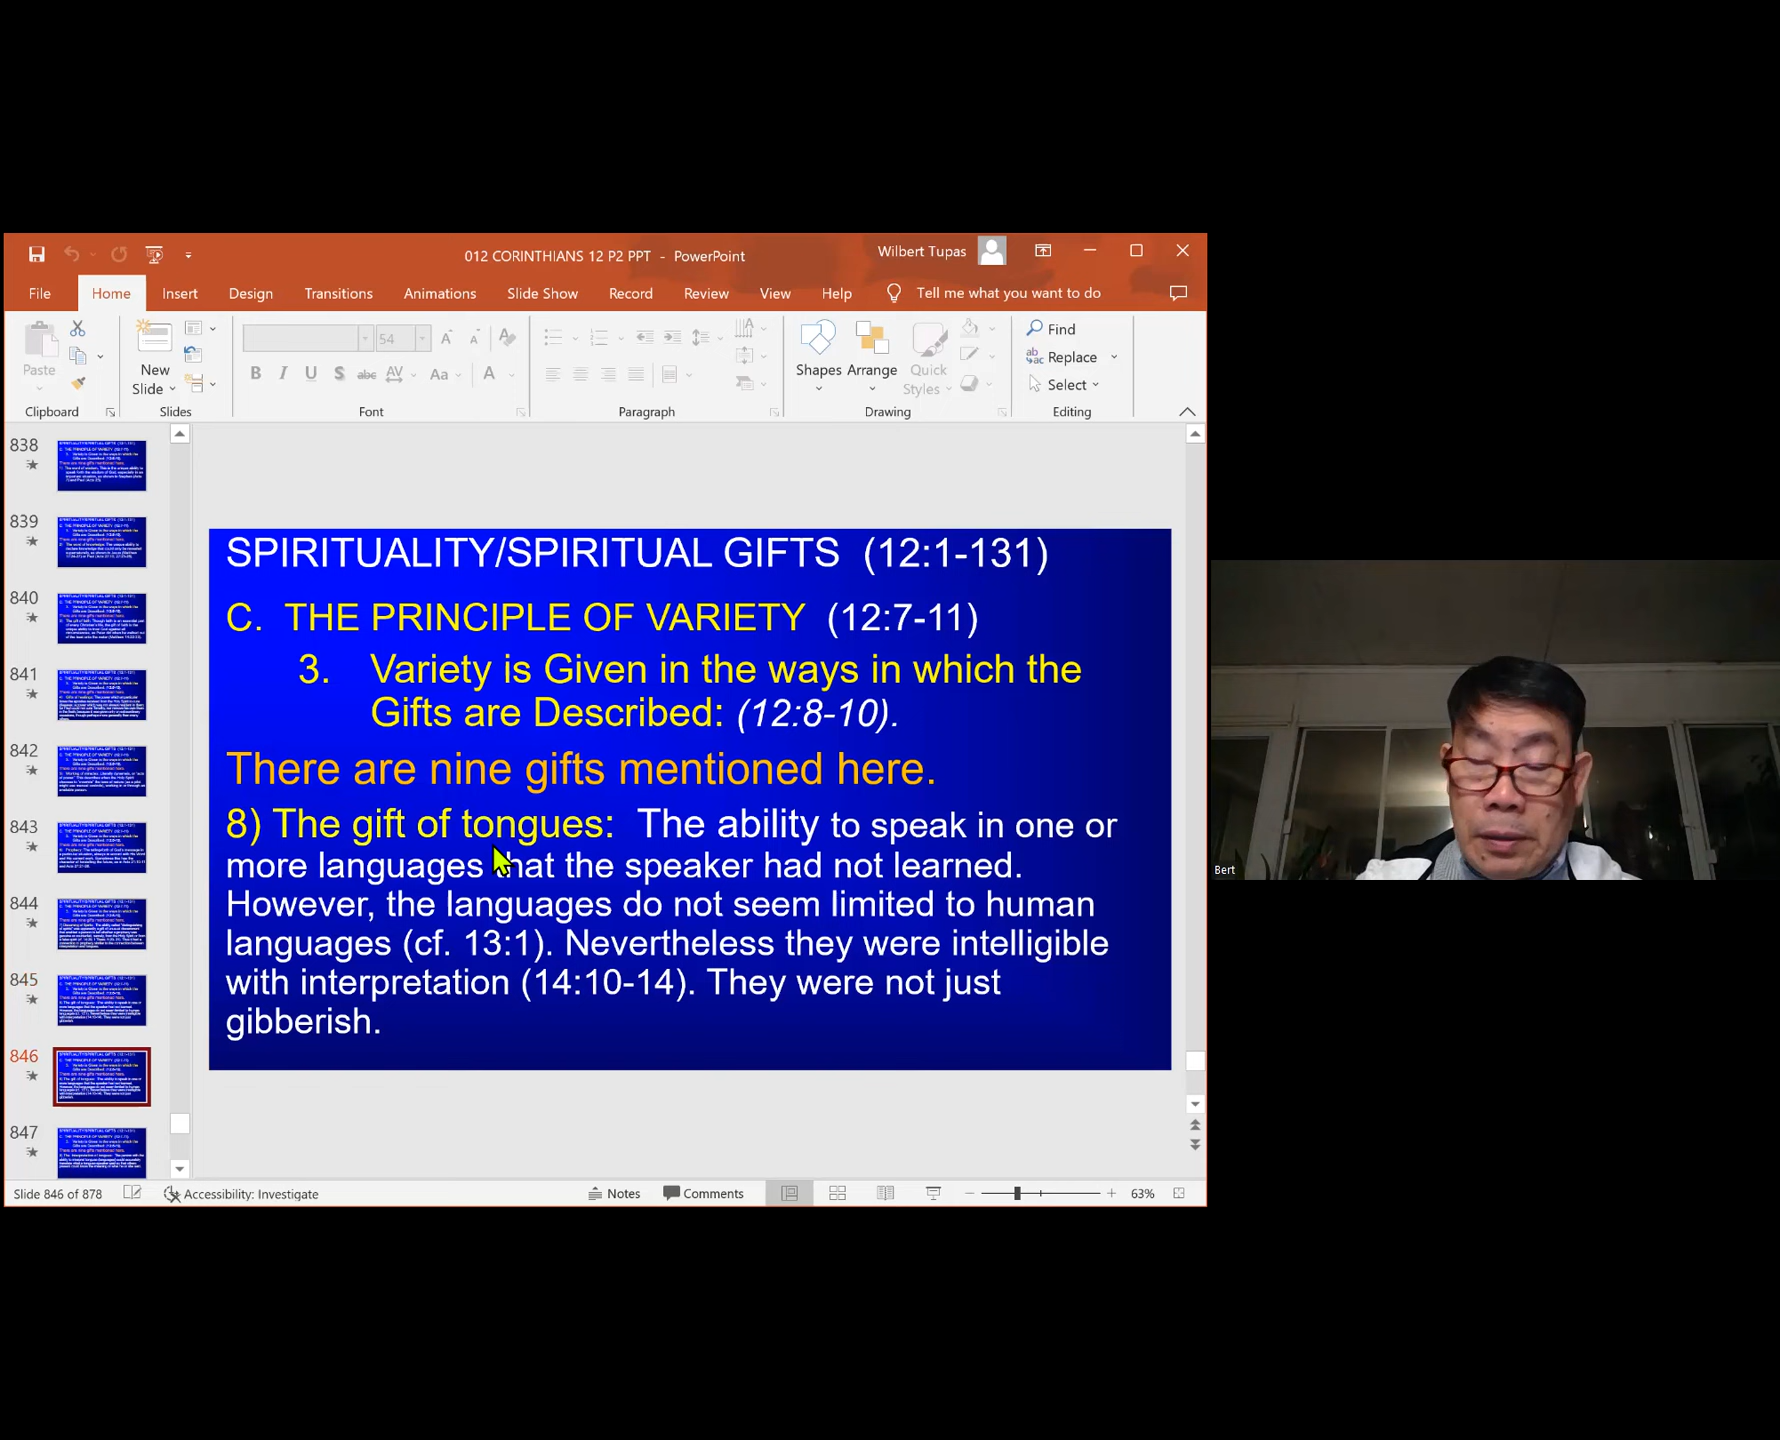 012 CORINTHIANS 12 P2 PPT - PowerPoint
Wilbert Tupas
File Home Insert Design Transitions Animations Slide Show Record Review View Help Tell me what you want to do
Paste
Clipboard
New
Slide
Slides
54
B I U S abc AV Aa A
Font
Paragraph
Shapes
Arrange
Quick
Styles
Drawing
Find
Replace
Select
Editing
838
839
840
841
842
843
844
845
846
847
SPIRITUALITY/SPIRITUAL GIFTS (12:1-131)
C. THE PRINCIPLE OF VARIETY (12:7-11)
3. Variety is Given in the ways in which the
Gifts are Described: (12:8-10).
There are nine gifts mentioned here.
8) The gift of tongues: The ability to speak in one or
more languages that the speaker had not learned.
However, the languages do not seem limited to human
languages (cf. 13:1). Nevertheless they were intelligible
with interpretation (14:10-14). They were not just
gibberish.
Bert
Slide 846 of 878
Accessibility: Investigate
Notes
Comments
63%